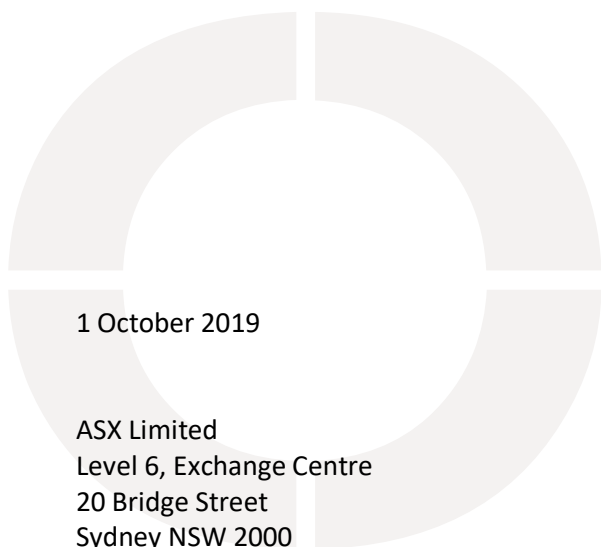 1 October 2019
ASX Limited
Level 6, Exchange Centre
20 Bridge Street
Sydney NSW 2000